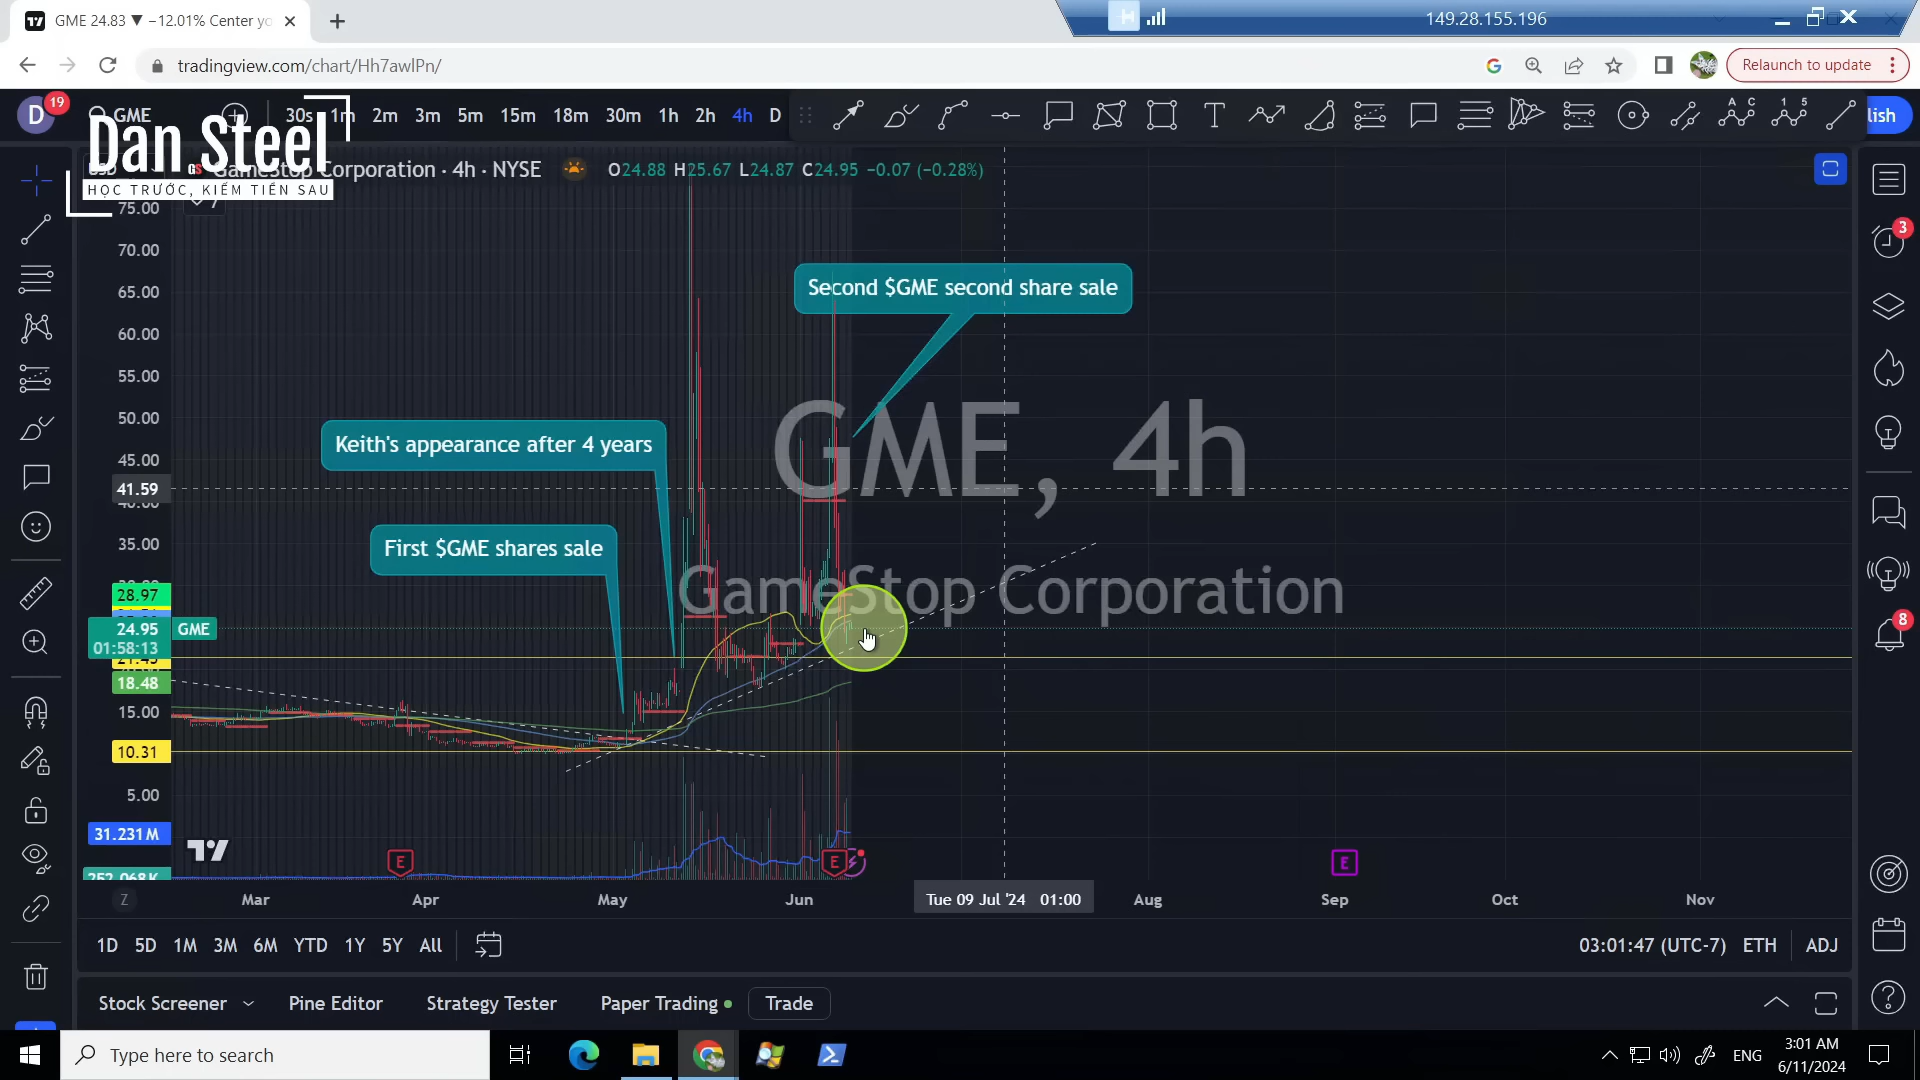 GME 24.83 ▼ −12.01% Center yo
149.28.155.196
tradingview.com/chart/Hh7awlPn/
Relaunch to update
D 19
GME
30s 1m 2m 3m 5m 15m 18m 30m 1h 2h 4h D
lish
Dan Steel
HỌC TRƯỚC, KIẾM TIỀN SAU
GameStop Corporation · 4h · NYSE
O24.88 H25.67 L24.87 C24.95 −0.07 (−0.28%)
7
75.00
70.00
65.00
60.00
55.00
50.00
45.00
41.59
35.00
28.97
24.95
01:58:13
GME
18.48
15.00
10.31
5.00
31.231M
252.068K
Second $GME second share sale
Keith's appearance after 4 years
First $GME shares sale
GME, 4h
GameStop Corporation
E
E
E
3
8
Z
Mar Apr May Jun Tue 09 Jul '24 01:00 Aug Sep Oct Nov
1D 5D 1M 3M 6M YTD 1Y 5Y All
03:01:47 (UTC-7) ETH ADJ
Stock Screener Pine Editor Strategy Tester Paper Trading Trade
Type here to search
ENG
3:01 AM
6/11/2024